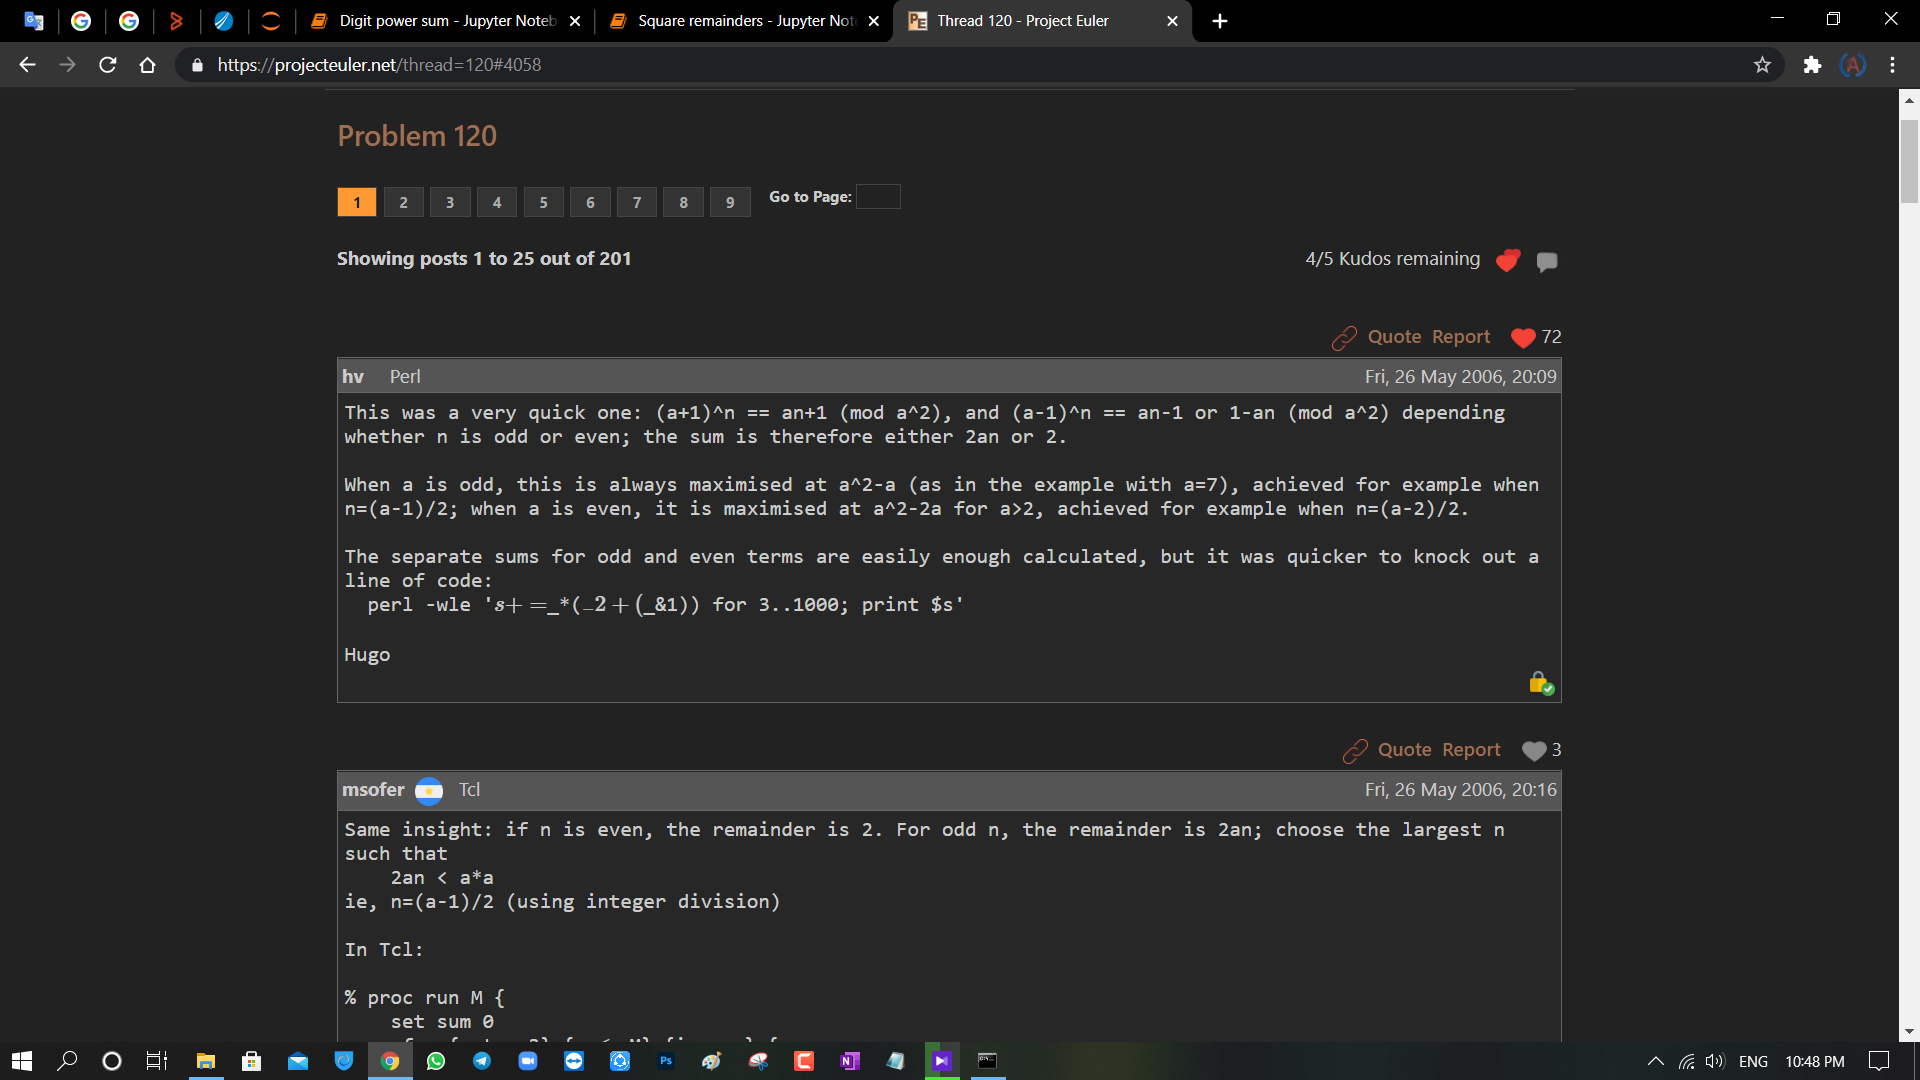 Digit power sum - Jupyter Noteb
Square remainders - Jupyter Not
Thread 120 - Project Euler
https://projecteuler.net/thread=120#4058
Problem 120
1 2 3 4 5 6 7 8 9 Go to Page:
Showing posts 1 to 25 out of 201
4/5 Kudos remaining
Quote Report 72
hv Perl Fri, 26 May 2006, 20:09
This was a very quick one: (a+1)^n == an+1 (mod a^2), and (a-1)^n == an-1 or 1-an (mod a^2) depending
whether n is odd or even; the sum is therefore either 2an or 2.
When a is odd, this is always maximised at a^2-a (as in the example with a=7), achieved for example when
n=(a-1)/2; when a is even, it is maximised at a^2-2a for a>2, achieved for example when n=(a-2)/2.
The separate sums for odd and even terms are easily enough calculated, but it was quicker to knock out a
line of code:
perl -wle 's+ =_*(_-2+(_&1)) for 3..1000; print $s'
Hugo
Quote Report 3
msofer Tcl Fri, 26 May 2006, 20:16
Same insight: if n is even, the remainder is 2. For odd n, the remainder is 2an; choose the largest n
such that
2an < a*a
ie, n=(a-1)/2 (using integer division)
In Tcl:
% proc run M {
set sum 0
ENG 10:48 PM